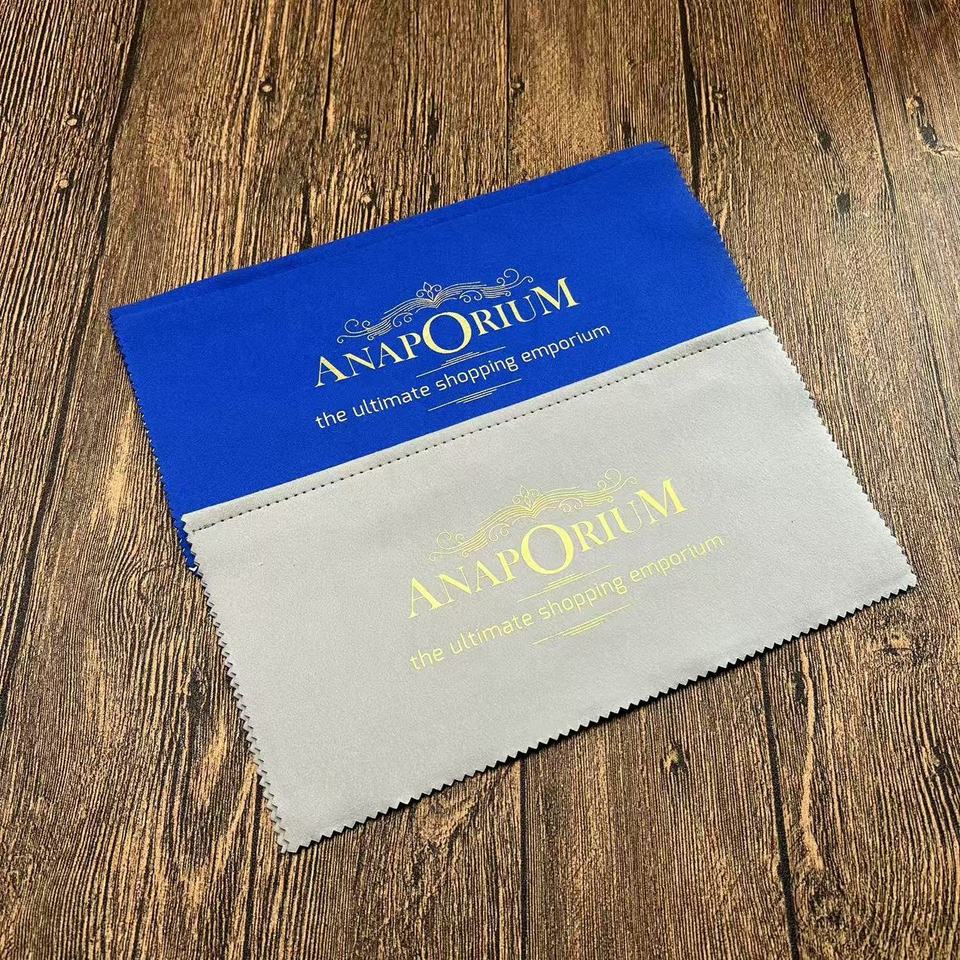 ANAPORIUM
the ultimate shopping emporium
ANAPORIUM
the ultimate shopping emporium